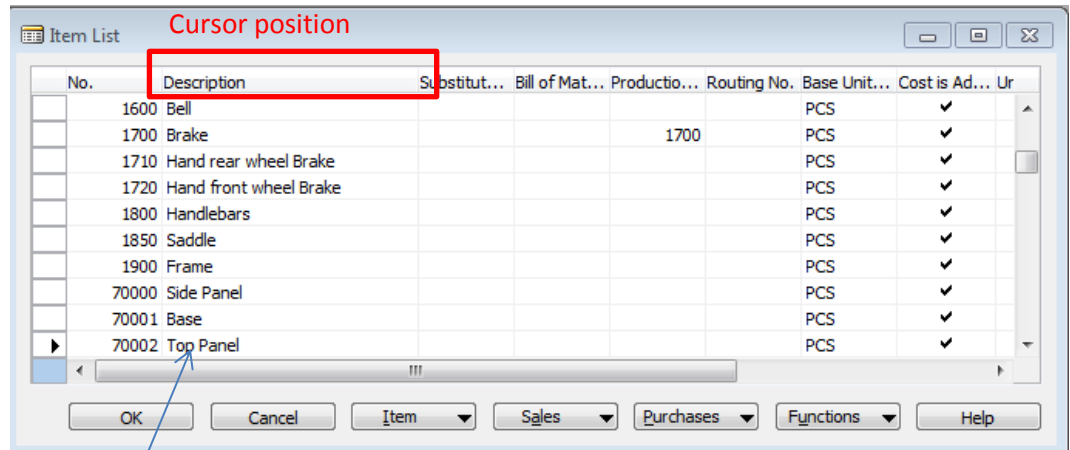 Cursor position
Item List
No. Description Substitut... Bill of Mat... Productio... Routing No. Base Unit... Cost is Ad... Ur
1600 Bell PCS ✔
1700 Brake 1700 PCS ✔
1710 Hand rear wheel Brake PCS ✔
1720 Hand front wheel Brake PCS ✔
1800 Handlebars PCS ✔
1850 Saddle PCS ✔
1900 Frame PCS ✔
70000 Side Panel PCS ✔
70001 Base PCS ✔
70002 Top Panel PCS ✔
OK Cancel Item Sales Purchases Functions Help